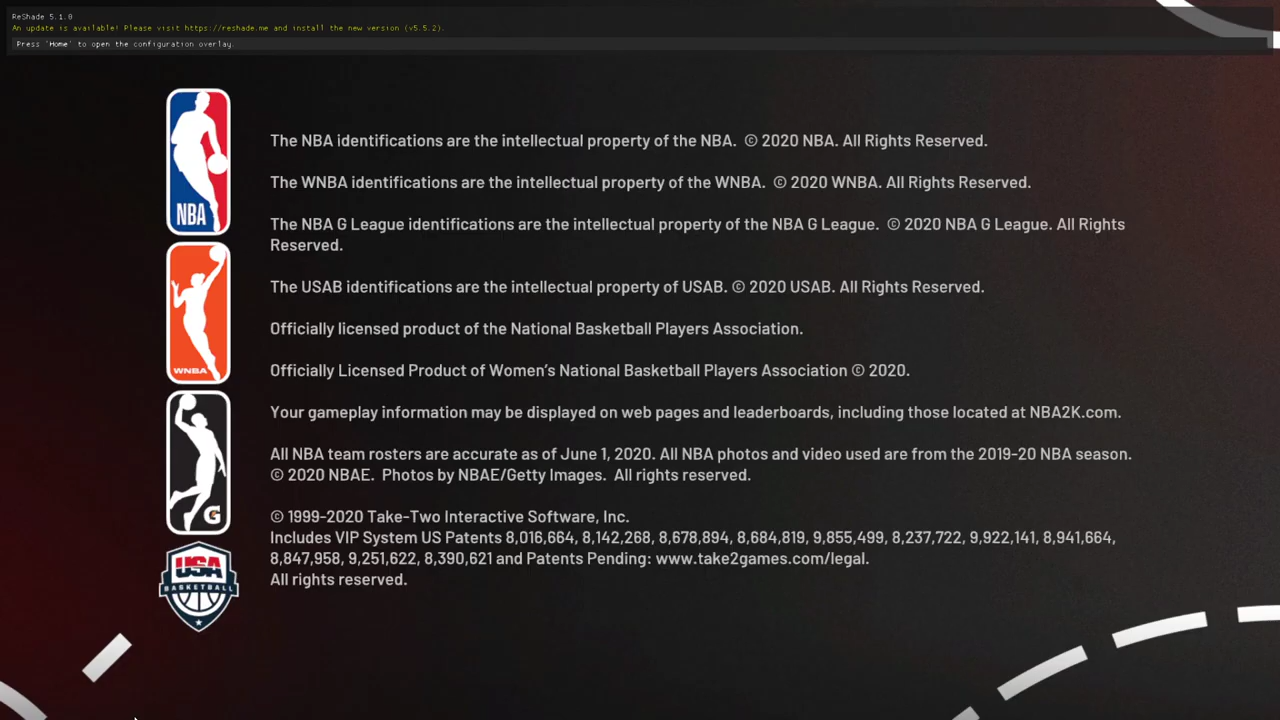 ReShade 5.1.0
An update is available! Please visit https://reshade.me and install the new version (v5.5.2).
Press 'Home' to open the configuration overlay.
NBA
The NBA identifications are the intellectual property of the NBA.  © 2020 NBA. All Rights Reserved.
The WNBA identifications are the intellectual property of the WNBA.  © 2020 WNBA. All Rights Reserved.
The NBA G League identifications are the intellectual property of the NBA G League.  © 2020 NBA G League. All Rights
Reserved.
WNBA
The USAB identifications are the intellectual property of USAB. © 2020 USAB. All Rights Reserved.
Officially licensed product of the National Basketball Players Association.
Officially Licensed Product of Women’s National Basketball Players Association © 2020.
Your gameplay information may be displayed on web pages and leaderboards, including those located at NBA2K.com.
G
All NBA team rosters are accurate as of June 1, 2020. All NBA photos and video used are from the 2019-20 NBA season.
© 2020 NBAE.  Photos by NBAE/Getty Images.  All rights reserved.
© 1999-2020 Take-Two Interactive Software, Inc.
Includes VIP System US Patents 8,016,664, 8,142,268, 8,678,894, 8,684,819, 9,855,499, 8,237,722, 9,922,141, 8,941,664,
8,847,958, 9,251,622, 8,390,621 and Patents Pending: www.take2games.com/legal.
All rights reserved.
USA
BASKETBALL